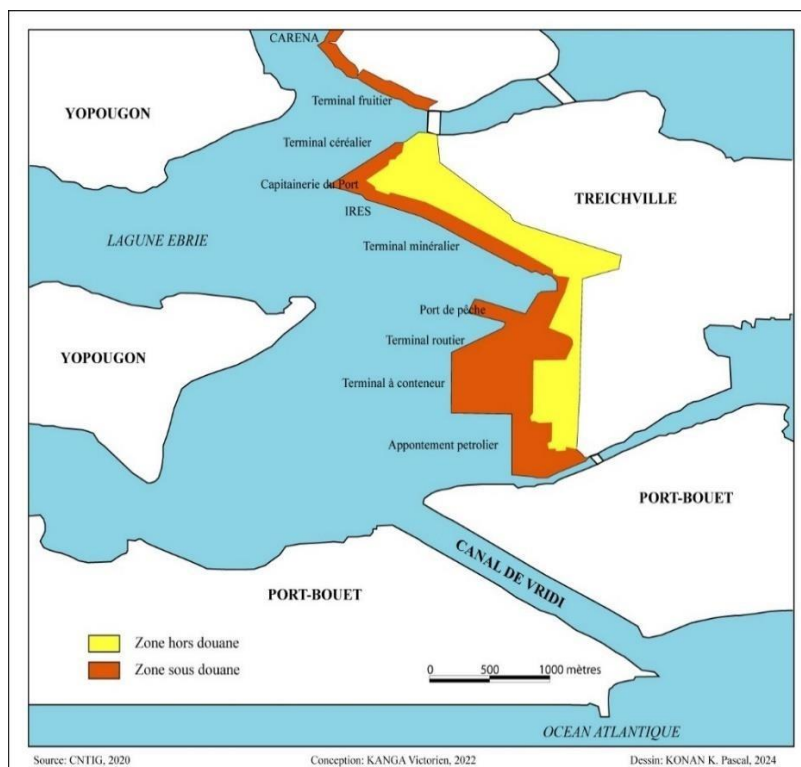 CARENA
Terminal fruitier
YOPOUGON
Terminal céréalier
Capitainerie du Port
TREICHVILLE
IRES
LAGUNE EBRIE
Terminal minéralier
Port de pêche
Terminal routier
YOPOUGON
Terminal à conteneur
Appontement petrolier
PORT-BOUET
CANAL DE VRIDI
PORT-BOUET
Zone hors douane
Zone sous douane
0 500 1000 mètres
OCEAN ATLANTIQUE
Source: CNTIG, 2020 Conception: KANGA Victorien, 2022 Dessin: KONAN K. Pascal, 2024